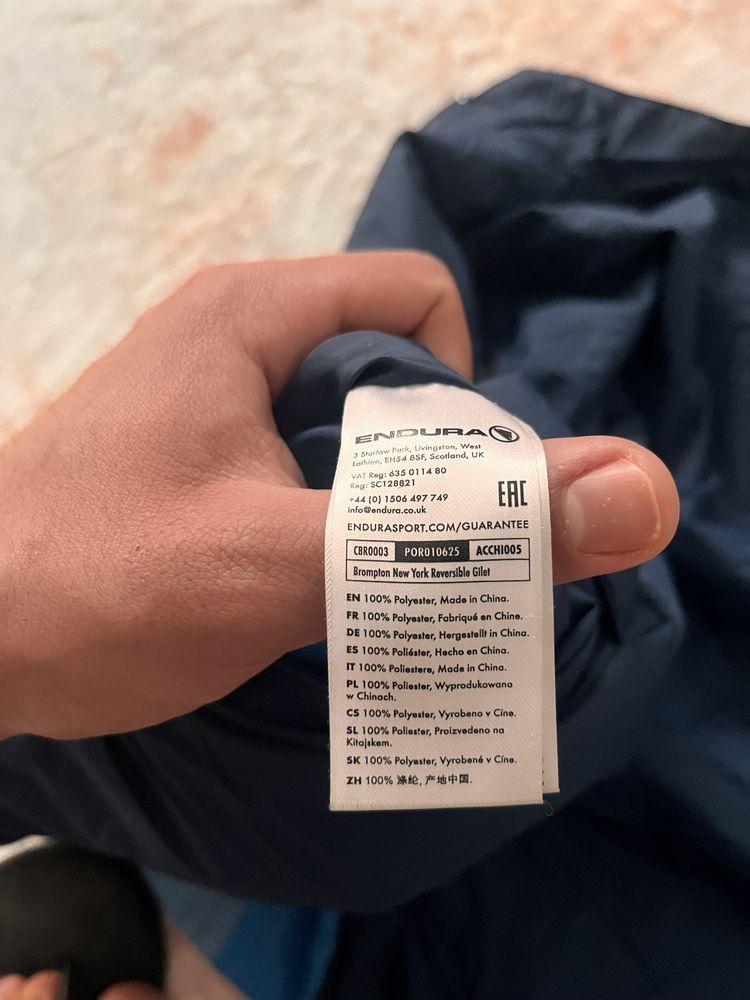 ENDURA
3 Starlaw Park, Livingston, West
Lothian, EH54 8SF, Scotland, UK
VAT Reg: 635 0114 80
Reg: SC128821
+44 (0) 1506 497 749
info@endura.co.uk
EAC
ENDURASPORT.COM/GUARANTEE
CBR0003 POR010625 ACCHI005
Brompton New York Reversible Gilet
EN 100% Polyester, Made in China.
FR 100% Polyester, Fabriqué en Chine.
DE 100% Polyester, Hergestellt in China.
ES 100% Poliéster, Hecho en China.
IT 100% Poliestere, Made in China.
PL 100% Poliester, Wyprodukowano
w Chinach.
CS 100% Polyester, Vyrobeno v Číne.
SL 100% Poliester, Proizvedeno na
Kitajskem.
SK 100% Polyester, Vyrobené v Číne.
ZH 100% 涤纶, 产地中国.